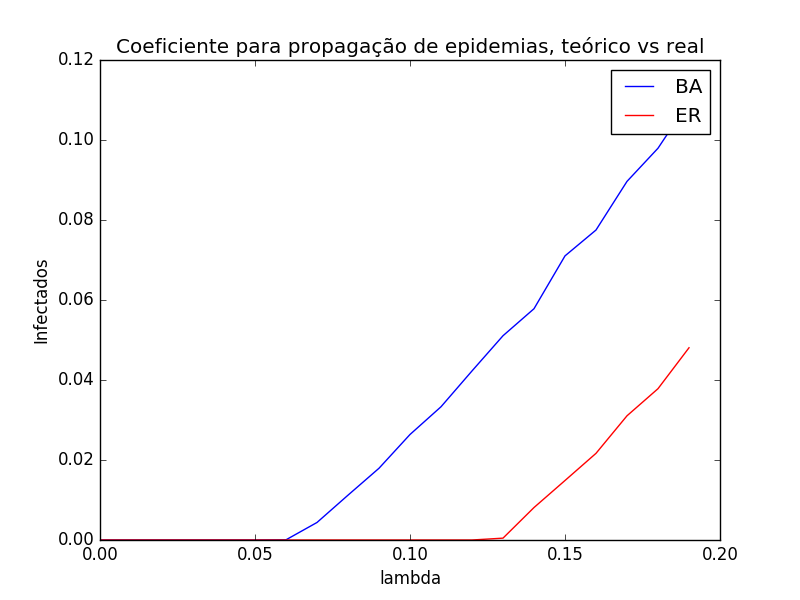 Coeficiente para propagação de epidemias, teórico vs real
0.12
0.10
0.08
0.06
0.04
0.02
0.00
Infectados
BA
ER
0.00 0.05 0.10 0.15 0.20
lambda